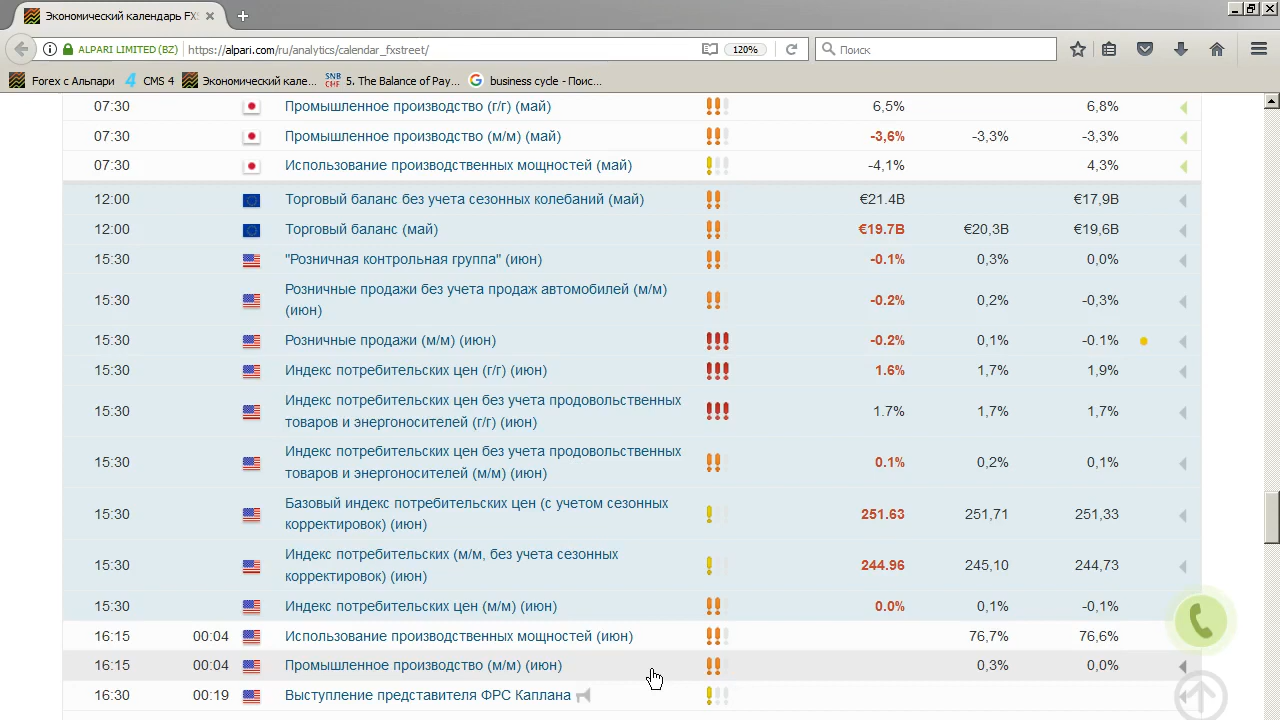 Экономический календарь FX
ALPARI LIMITED (BZ) https://alpari.com/ru/analytics/calendar_fxstreet/ 120% Поиск
Forex с Альпари CMS 4 Экономический кале... SNB CHF 5. The Balance of Pay... business cycle - Поис...
07:30 Промышленное производство (г/г) (май) 6,5% 6,8%
07:30 Промышленное производство (м/м) (май) -3,6% -3,3% -3,3%
07:30 Использование производственных мощностей (май) -4,1% 4,3%
12:00 Торговый баланс без учета сезонных колебаний (май) €21.4B €17,9B
12:00 Торговый баланс (май) €19.7B €20,3B €19,6B
15:30 "Розничная контрольная группа" (июн) -0.1% 0,3% 0,0%
15:30 Розничные продажи без учета продаж автомобилей (м/м) (июн) -0.2% 0,2% -0,3%
15:30 Розничные продажи (м/м) (июн) -0.2% 0,1% -0.1%
15:30 Индекс потребительских цен (г/г) (июн) 1.6% 1,7% 1,9%
15:30 Индекс потребительских цен без учета продовольственных товаров и энергоносителей (г/г) (июн) 1.7% 1,7% 1,7%
15:30 Индекс потребительских цен без учета продовольственных товаров и энергоносителей (м/м) (июн) 0.1% 0,2% 0,1%
15:30 Базовый индекс потребительских цен (с учетом сезонных корректировок) (июн) 251.63 251,71 251,33
15:30 Индекс потребительских (м/м, без учета сезонных корректировок) (июн) 244.96 245,10 244,73
15:30 Индекс потребительских цен (м/м) (июн) 0.0% 0,1% -0,1%
16:15 00:04 Использование производственных мощностей (июн) 76,7% 76,6%
16:15 00:04 Промышленное производство (м/м) (июн) 0,3% 0,0%
16:30 00:19 Выступление представителя ФРС Каплана